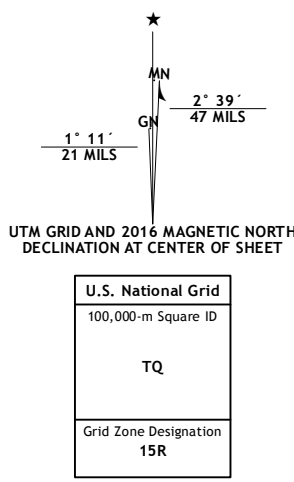 MN
GN
2° 39´
47 MILS
1° 11´
21 MILS
UTM GRID AND 2016 MAGNETIC NORTH
DECLINATION AT CENTER OF SHEET
U.S. National Grid
100,000-m Square ID
TQ
Grid Zone Designation
15R